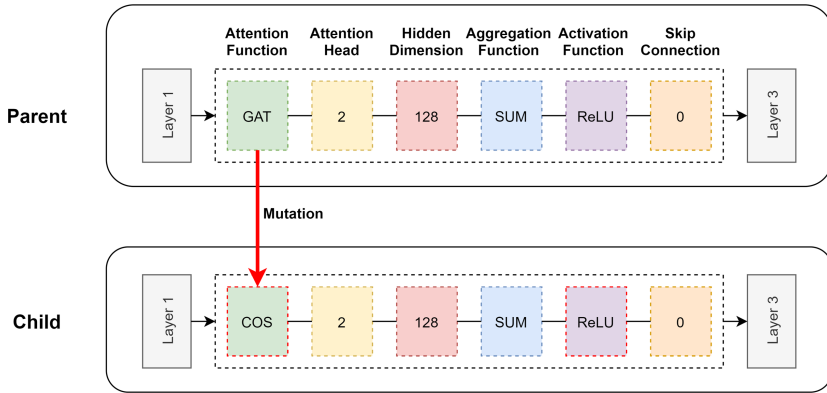 Attention Function
Attention Head
Hidden Dimension
Aggregation Function
Activation Function
Skip Connection
Parent
Layer 1
GAT
2
128
SUM
ReLU
0
Layer 3
Mutation
Child
Layer 1
COS
2
128
SUM
ReLU
0
Layer 3